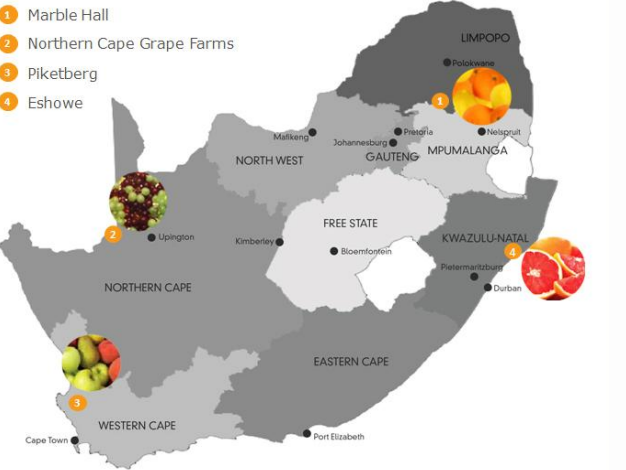 1 Marble Hall
2 Northern Cape Grape Farms
3 Piketberg
4 Eshowe
LIMPOPO
Polokwane
1
Mafikeng
Pretoria
Nelspruit
Johannesburg
MPUMALANGA
NORTH WEST
GAUTENG
FREE STATE
2
Upington
Kimberley
KWAZULU-NATAL
Bloemfontein
4
Pietermaritzburg
NORTHERN CAPE
Durban
EASTERN CAPE
3
WESTERN CAPE
Cape Town
Port Elizabeth